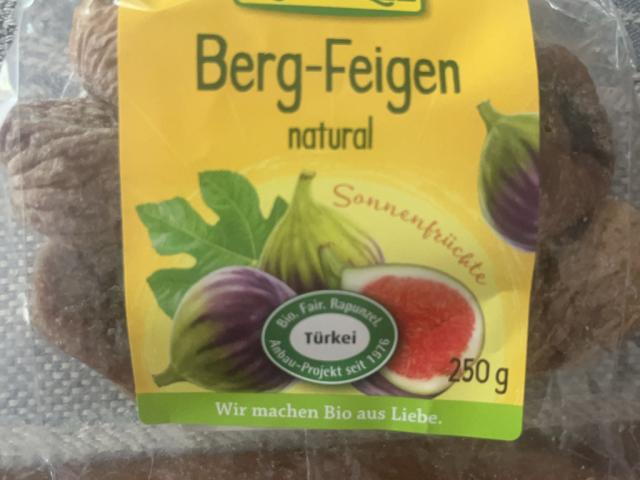 Berg-Feigen
natural
Sonnenfrüchte
Bio. Fair. Rapunzel.
Türkei
Anbau-Projekt seit 1976
250 g
Wir machen Bio aus Liebe.